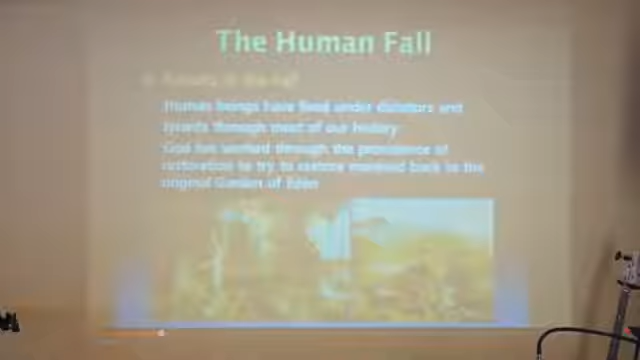 The Human Fall
Human beings have lived under dictators and
tyrants through most of our history
God has worked through the providence of
restoration to try to restore mankind back to the
original Garden of Eden